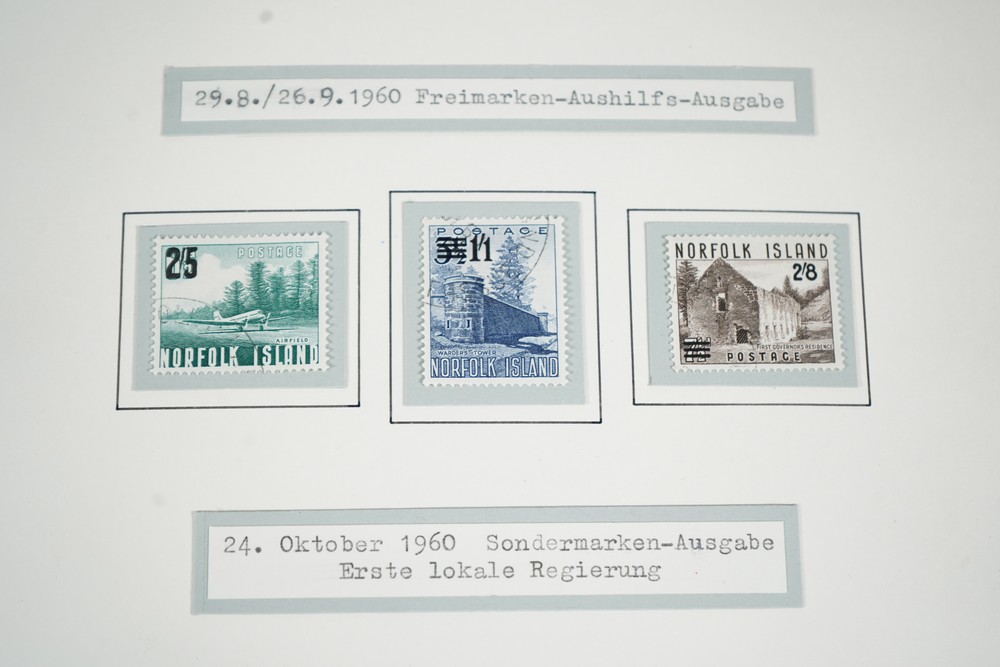 29.8./26.9.1960 Freimarken-Aushilfs-Ausgabe
2/5
POSTAGE
AIRFIELD
NORFOLK ISLAND
POSTAGE
1/1
WARDERS TOWER
NORFOLK ISLAND
NORFOLK ISLAND
2/8
FIRST GOVERNORS RESIDENCE
POSTAGE
24. Oktober 1960 Sondermarken-Ausgabe
Erste lokale Regierung